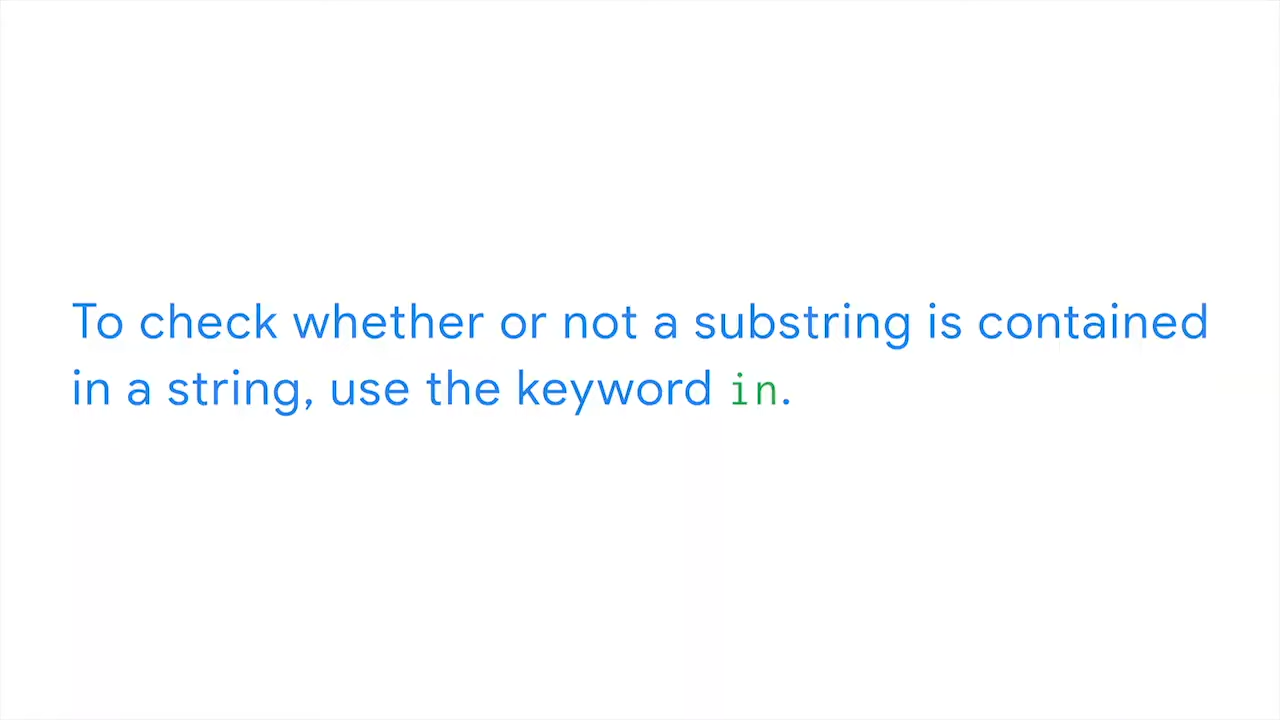 To check whether or not a substring is contained
in a string, use the keyword in.